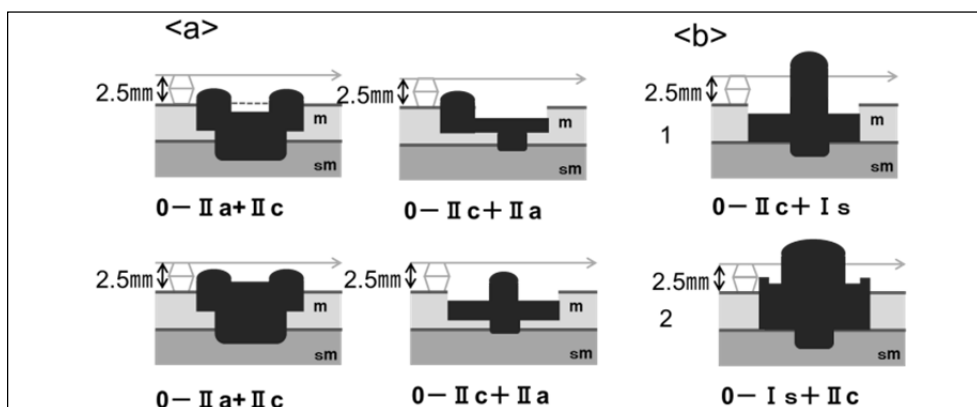 <a> <b>
2.5mm 2.5mm 2.5mm
m m 1 m
sm sm sm
0－Ⅱa+Ⅱc 0－Ⅱc+Ⅱa 0－Ⅱc+Ⅰs
2.5mm 2.5mm 2.5mm
m m 2
sm sm sm
0－Ⅱa+Ⅱc 0－Ⅱc+Ⅱa 0－Ⅰs+Ⅱc